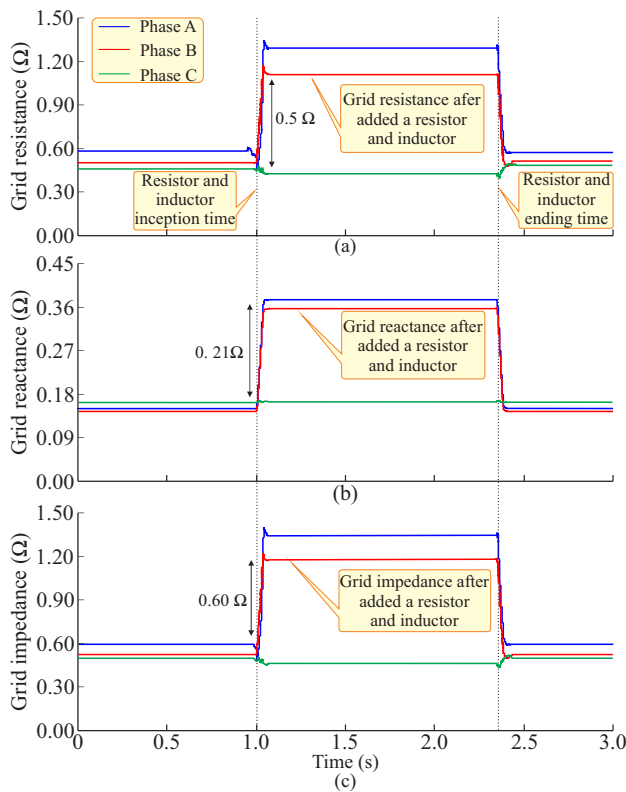 Grid resistance (Ω)
1.50
1.20
0.90
0.60
0.30
0.00
Phase A
Phase B
Phase C
0.5 Ω
Grid resistance afer
added a resistor
and inductor
Resistor and
inductor
inception time
Resistor and
inductor
ending time
(a)
Grid reactance (Ω)
0.45
0.36
0.27
0.18
0.09
0.00
0. 21Ω
Grid reactance after
added a resistor
and inductor
(b)
Grid impedance (Ω)
1.50
1.20
0.90
0.60
0.30
0.00
0.60 Ω
Grid impedance after
added a resistor
and inductor
0
0.5
1.0
1.5
2.0
2.5
3.0
Time (s)
(c)